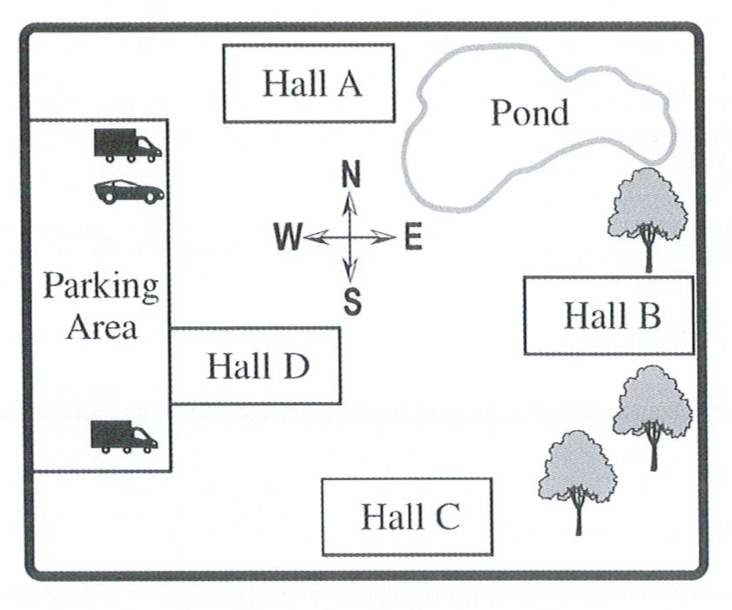 Hall A
Pond
N
W E
S
Parking
Area
Hall B
Hall D
Hall C